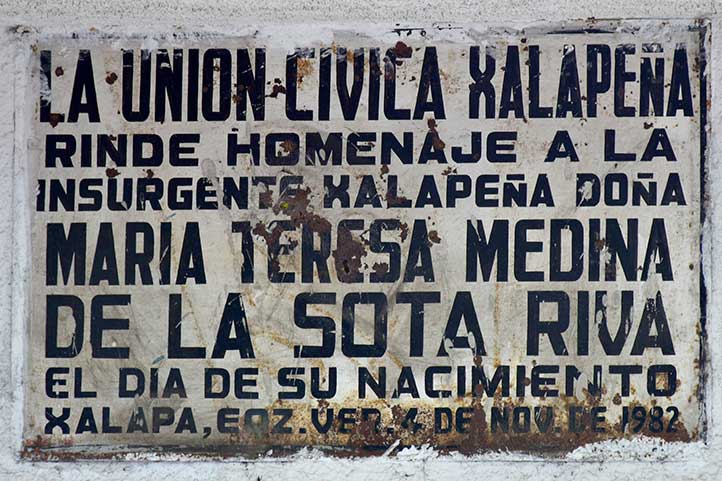 LA UNION CIVICA XALAPEÑA
RINDE HOMENAJE A LA
INSURGENTE XALAPEÑA DOÑA
MARIA TERESA MEDINA
DE LA SOTA RIVA
EL DIA DE SU NACIMIENTO
XALAPA, EQZ. VER. 4 DE NOV. DE 1982